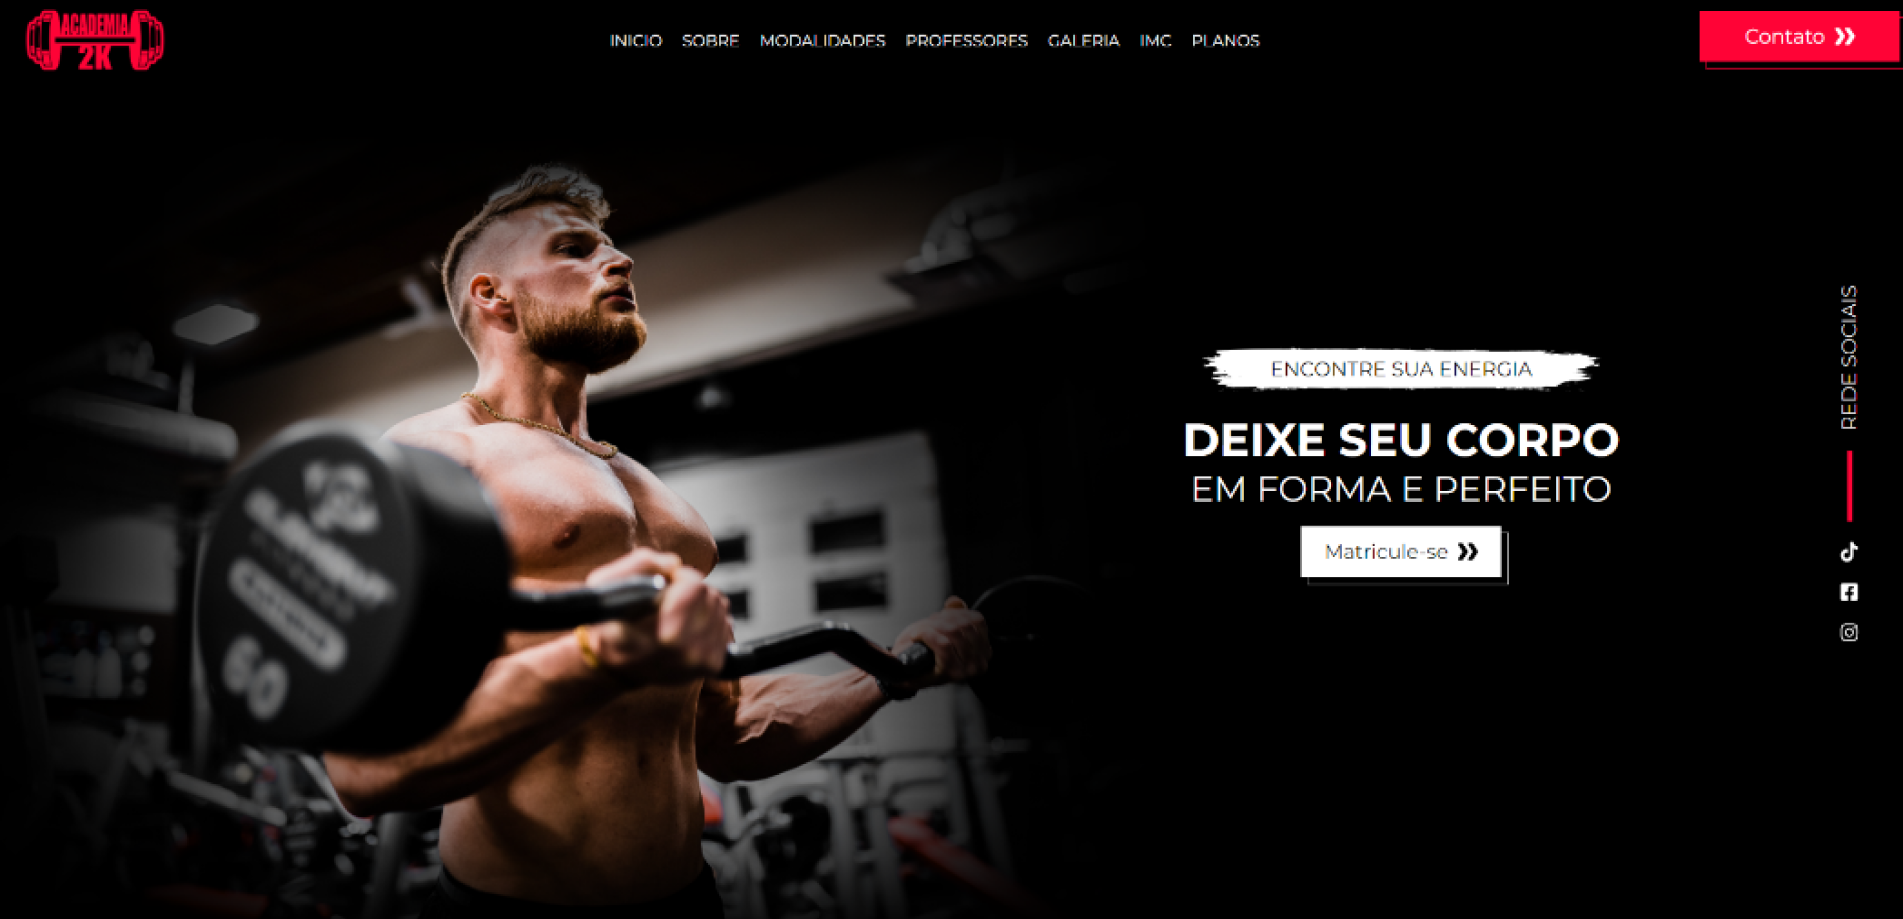 ACADEMIA
2K
INICIO SOBRE MODALIDADES PROFESSORES GALERIA IMC PLANOS
Contato
ENCONTRE SUA ENERGIA
DEIXE SEU CORPO
EM FORMA E PERFEITO
Matricule-se
REDE SOCIAIS
60